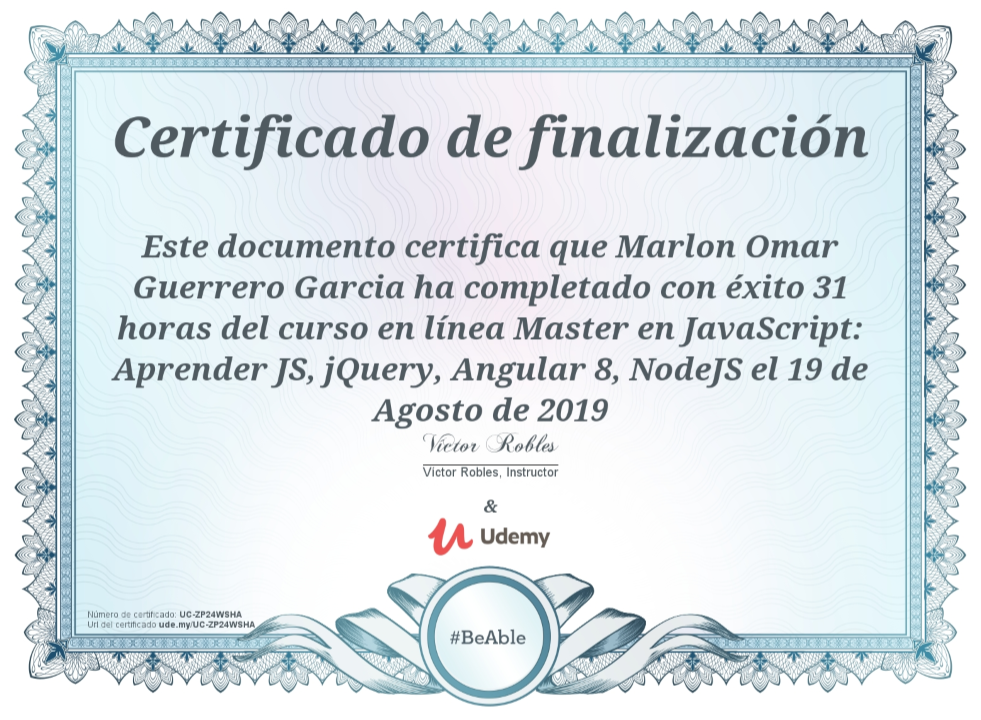 Certificado de finalización
Este documento certifica que Marlon Omar
Guerrero Garcia ha completado con éxito 31
horas del curso en línea Master en JavaScript:
Aprender JS, jQuery, Angular 8, NodeJS el 19 de
Agosto de 2019
Victor Robles
Victor Robles, Instructor
&
Udemy
Número de certificado: UC-ZP24WSHA
Url del certificado ude.my/UC-ZP24WSHA
#BeAble